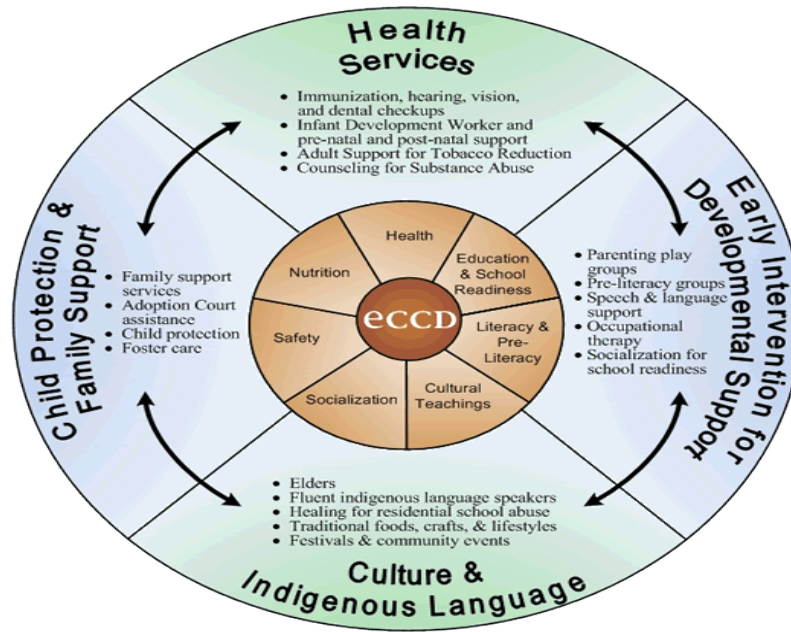 Health
Services
• Immunization, hearing, vision,
and dental checkups
• Infant Development Worker and
pre-natal and post-natal support
• Adult Support for Tobacco Reduction
• Counseling for Substance Abuse
Child Protection &
Family Support
• Family support
services
• Adoption Court
assistance
• Child protection
• Foster care
Health
Education
& School
Readiness
Literacy &
Pre-
Literacy
Cultural
Teachings
Socialization
Safety
Nutrition
eCCD
Early Intervention for
Developmental Support
• Parenting play
groups
• Pre-literacy groups
• Speech & language
support
• Occupational
therapy
• Socialization for
school readiness
• Elders
• Fluent indigenous language speakers
• Healing for residential school abuse
• Traditional foods, crafts, & lifestyles
• Festivals & community events
Culture &
Indigenous Language